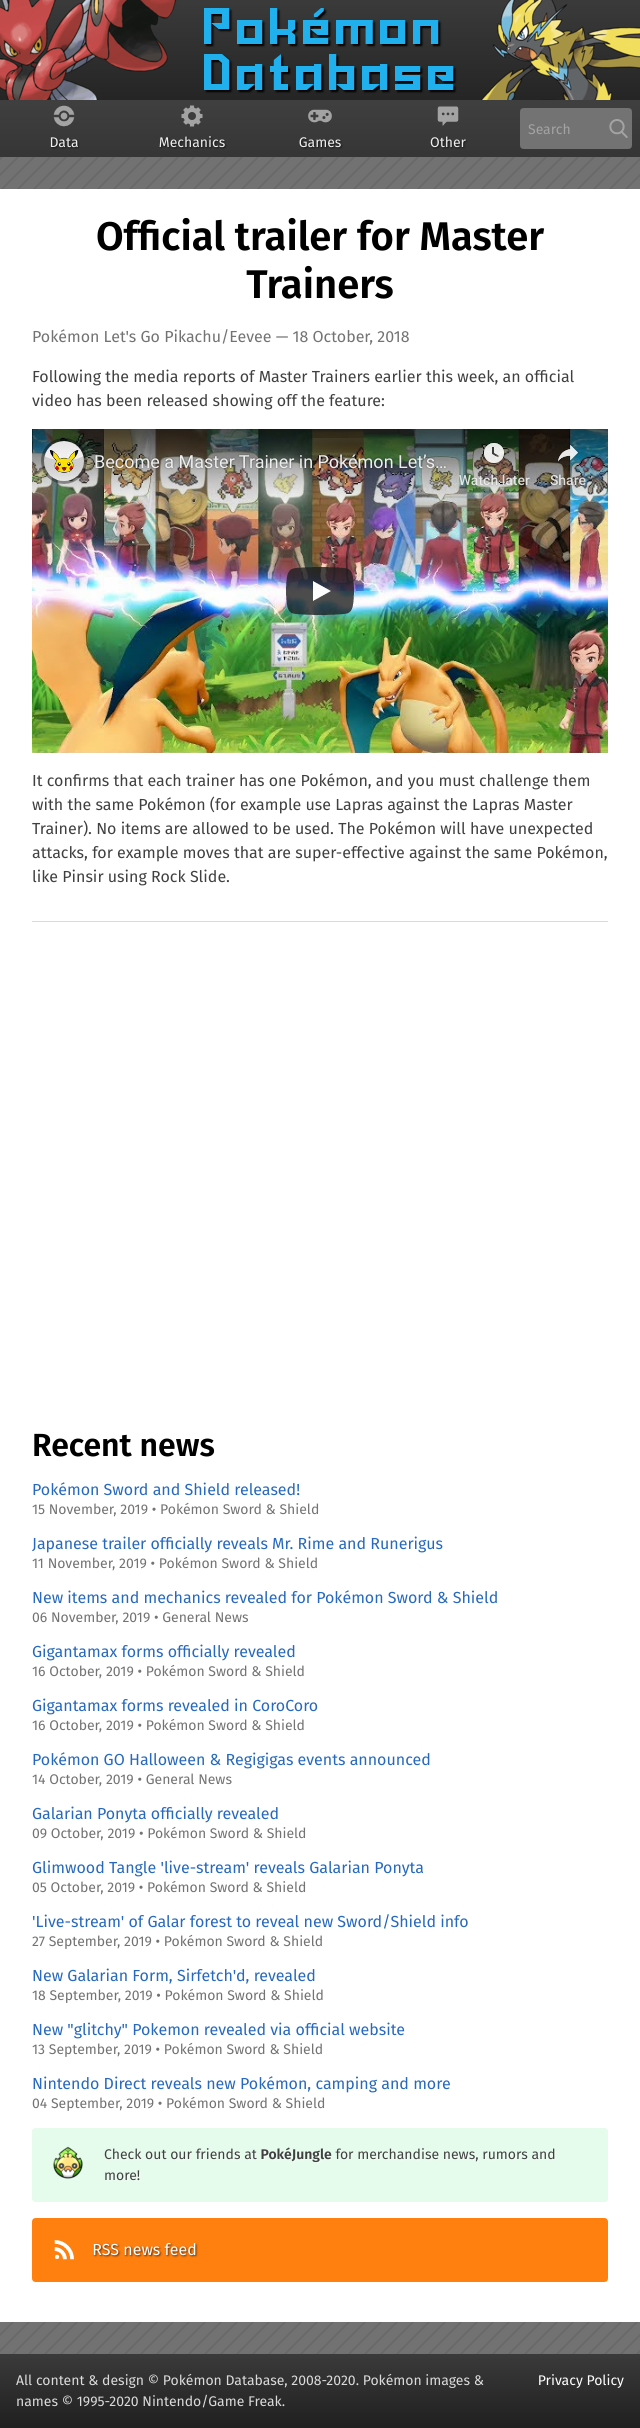 Pokémon
Database
Data
Mechanics
Games
Other
Search
Official trailer for Master
Trainers
Pokémon Let's Go Pikachu/Eevee — 18 October, 2018
Following the media reports of Master Trainers earlier this week, an official
video has been released showing off the feature:
Become a Master Trainer in Pokémon Let's...
Watch later
Share
It confirms that each trainer has one Pokémon, and you must challenge them
with the same Pokémon (for example use Lapras against the Lapras Master
Trainer). No items are allowed to be used. The Pokémon will have unexpected
attacks, for example moves that are super-effective against the same Pokémon,
like Pinsir using Rock Slide.
Recent news
Pokémon Sword and Shield released!
15 November, 2019 • Pokémon Sword & Shield
Japanese trailer officially reveals Mr. Rime and Runerigus
11 November, 2019 • Pokémon Sword & Shield
New items and mechanics revealed for Pokémon Sword & Shield
06 November, 2019 • General News
Gigantamax forms officially revealed
16 October, 2019 • Pokémon Sword & Shield
Gigantamax forms revealed in CoroCoro
16 October, 2019 • Pokémon Sword & Shield
Pokémon GO Halloween & Regigigas events announced
14 October, 2019 • General News
Galarian Ponyta officially revealed
09 October, 2019 • Pokémon Sword & Shield
Glimwood Tangle 'live-stream' reveals Galarian Ponyta
05 October, 2019 • Pokémon Sword & Shield
'Live-stream' of Galar forest to reveal new Sword/Shield info
27 September, 2019 • Pokémon Sword & Shield
New Galarian Form, Sirfetch'd, revealed
18 September, 2019 • Pokémon Sword & Shield
New "glitchy" Pokemon revealed via official website
13 September, 2019 • Pokémon Sword & Shield
Nintendo Direct reveals new Pokémon, camping and more
04 September, 2019 • Pokémon Sword & Shield
Check out our friends at PokéJungle for merchandise news, rumors and
more!
RSS news feed
All content & design © Pokémon Database, 2008-2020. Pokémon images &
names © 1995-2020 Nintendo/Game Freak.
Privacy Policy